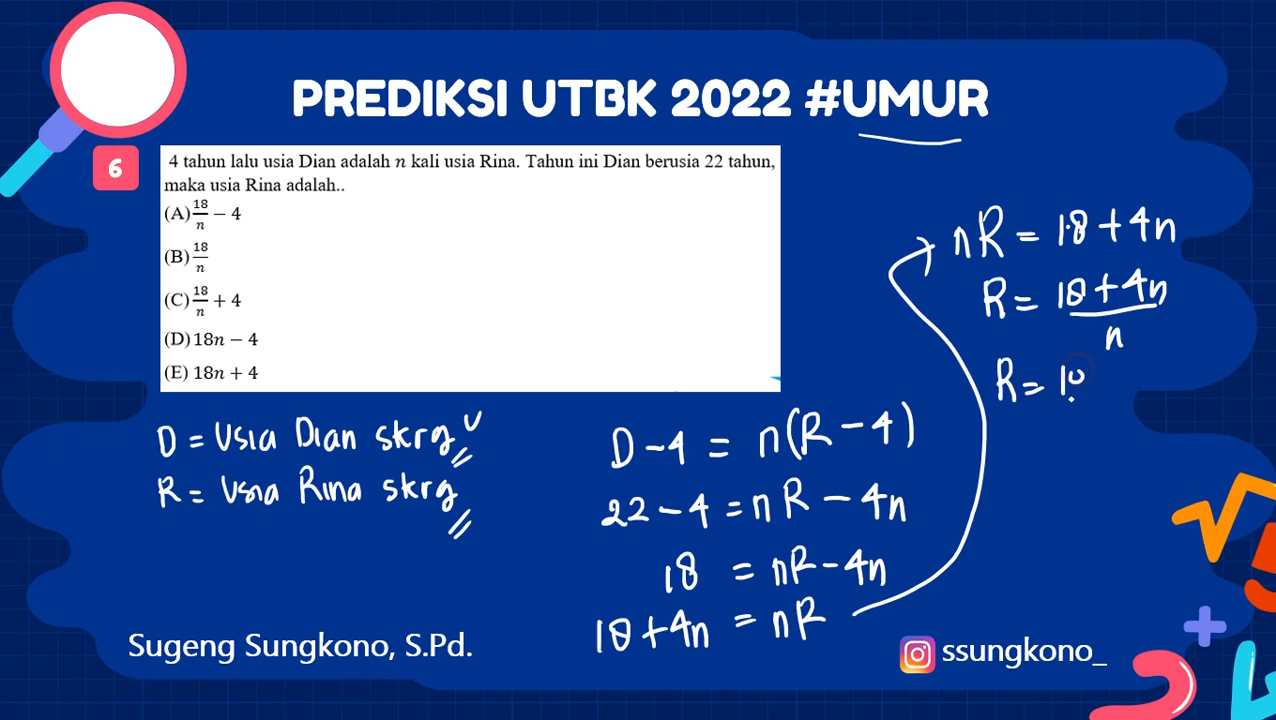 PREDIKSI UTBK 2022 #UMUR
6
4 tahun lalu usia Dian adalah n kali usia Rina. Tahun ini Dian berusia 22 tahun,
maka usia Rina adalah..
(A) 18/n − 4
(B) 18/n
(C) 18/n + 4
(D) 18n − 4
(E) 18n + 4
D = Usia Dian skrg
R = Usia Rina skrg
D − 4 = n(R − 4)
22 − 4 = nR − 4n
18 = nR − 4n
18 + 4n = nR
nR = 18 + 4n
R = 18 + 4n
n
R = 18
Sugeng Sungkono, S.Pd.
ssungkono_